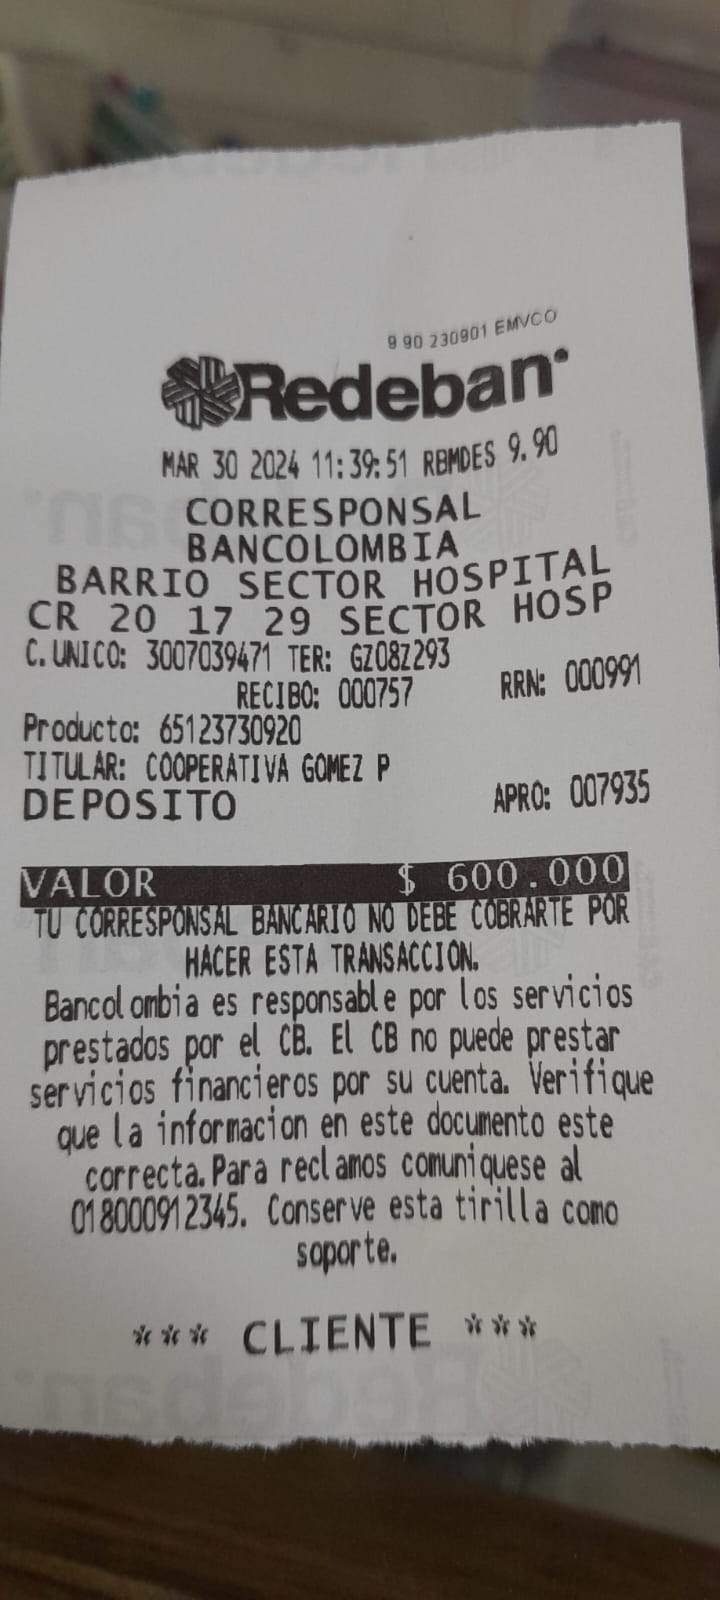 9 90 230901 EMVCO
Redeban
MAR 30 2024 11:39:51 RBMDES 9.90
CORRESPONSAL
BANCOLOMBIA
BARRIO SECTOR HOSPITAL
CR 20 17 29 SECTOR HOSP
C.UNICO: 3007039471 TER: GZ08Z293
RECIBO: 000757 RRN: 000991
Producto: 65123730920
TITULAR: COOPERATIVA GOMEZ P
DEPOSITO APRO: 007935
VALOR $ 600.000
TU CORRESPONSAL BANCARIO NO DEBE COBRARTE POR
HACER ESTA TRANSACCION.
Bancolombia es responsable por los servicios
prestados por el CB. El CB no puede prestar
servicios financieros por su cuenta. Verifique
que la informacion en este documento este
correcta.Para reclamos comuniquese al
018000912345. Conserve esta tirilla como
soporte.
*** CLIENTE ***